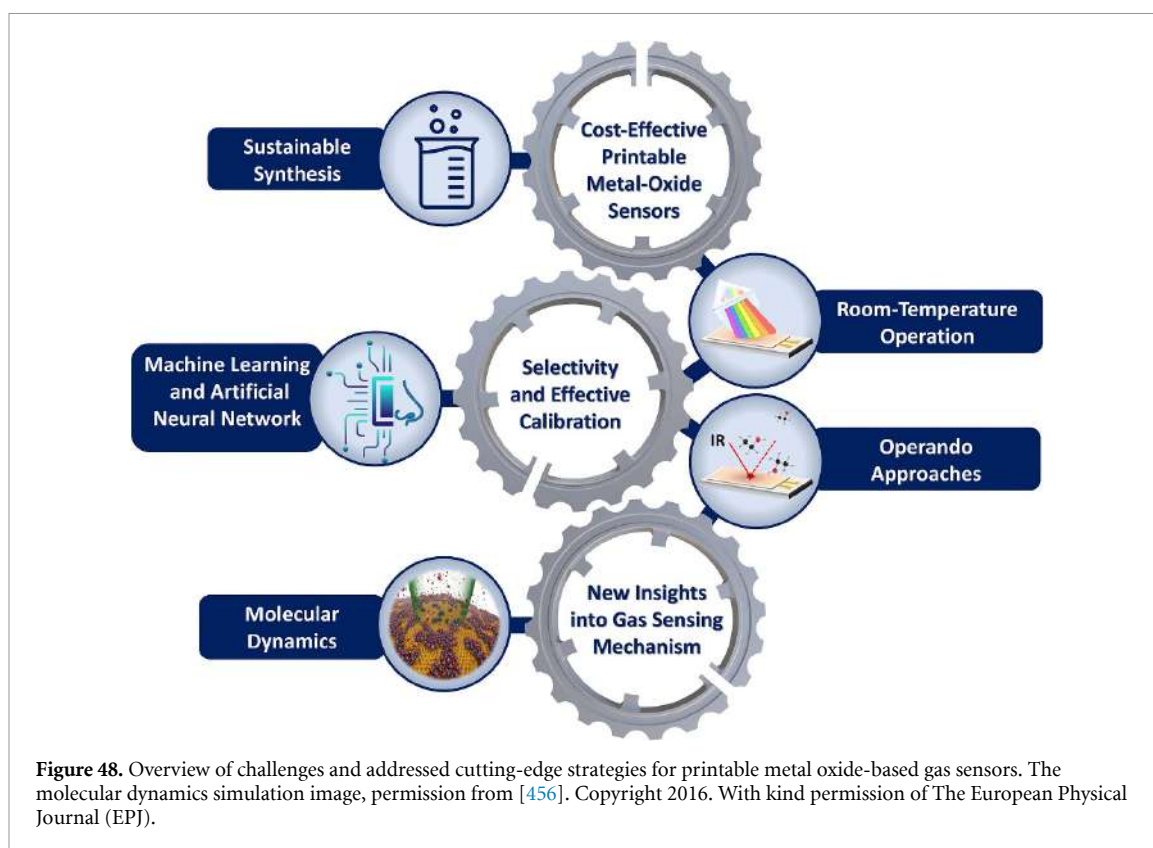 Cost-Effective
Printable
Metal-Oxide
Sensors
Sustainable
Synthesis
Room-Temperature
Operation
Machine Learning
and Artificial
Neural Network
Selectivity
and Effective
Calibration
IR
Operando
Approaches
Molecular
Dynamics
New Insights
into Gas Sensing
Mechanism
Figure 48. Overview of challenges and addressed cutting-edge strategies for printable metal oxide-based gas sensors. The
molecular dynamics simulation image, permission from [456]. Copyright 2016. With kind permission of The European Physical
Journal (EPJ).